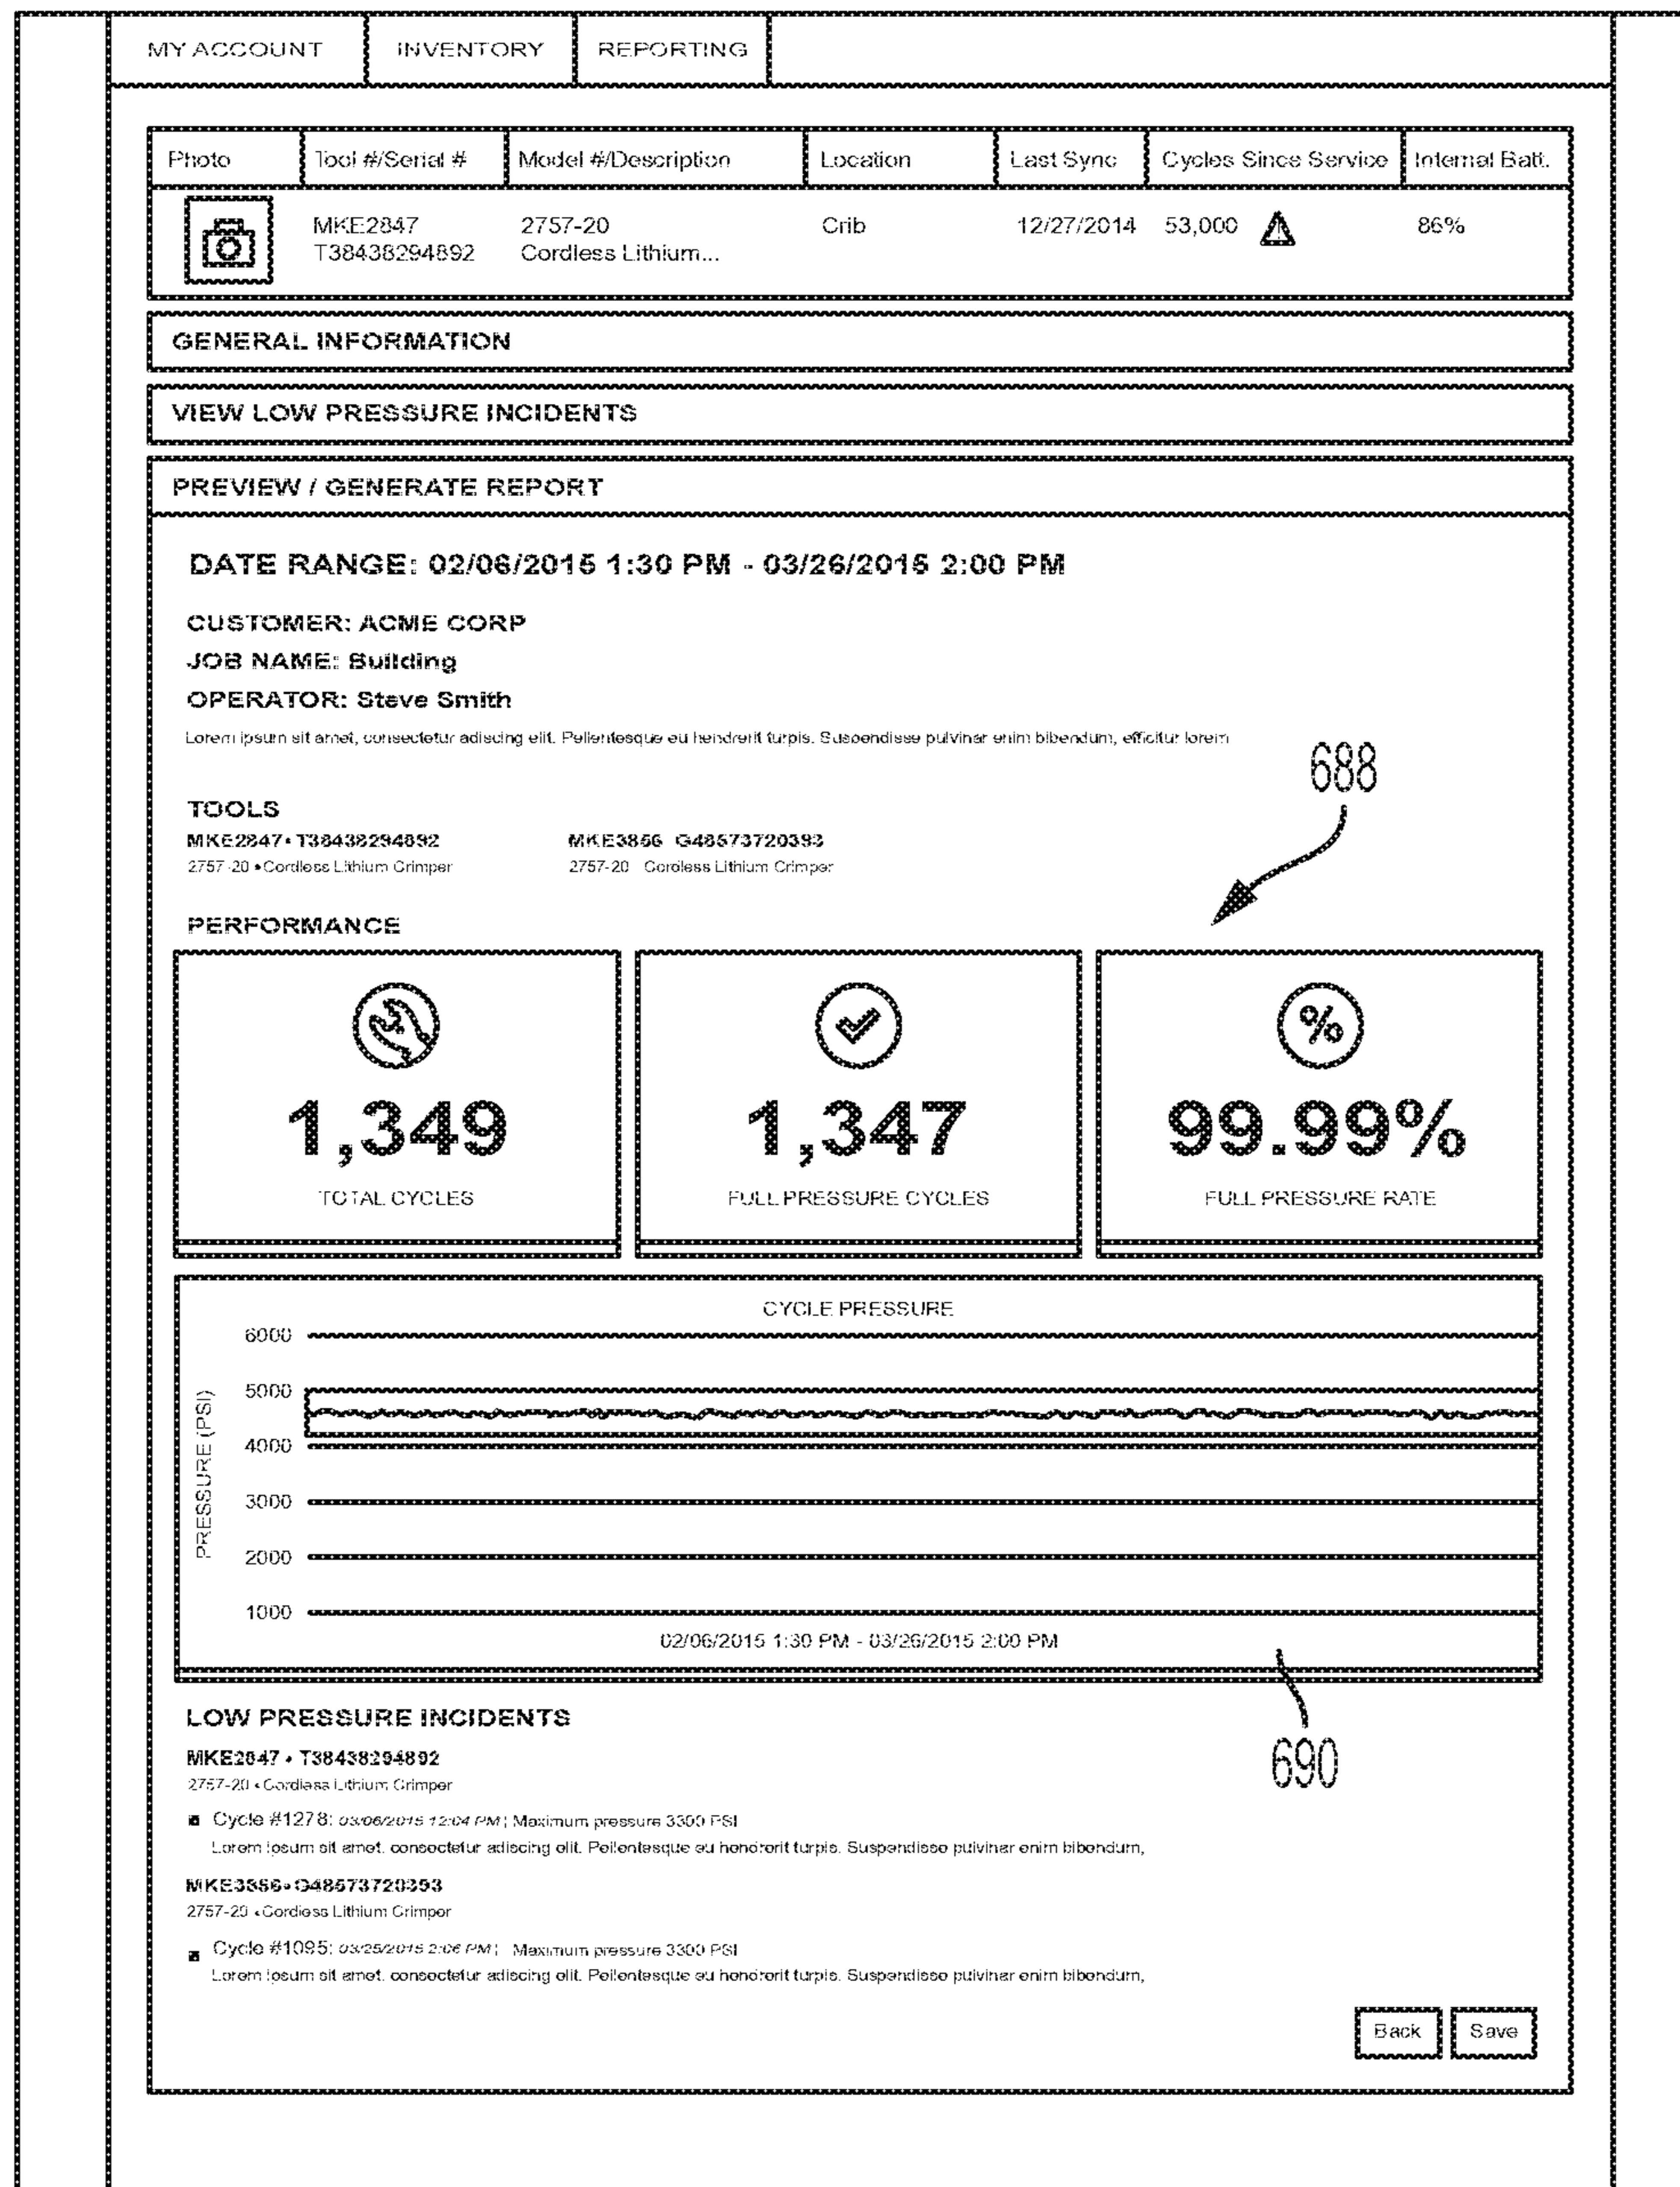 MY ACCOUNT INVENTORY REPORTING
Photo Tool #/Serial # Model #/Description Location Last Sync Cycles Since Service Internal Batt.
MKE2847 2757-20 Crib 12/27/2014 53,000 86%
T38438294892 Cordless Lithium...
GENERAL INFORMATION
VIEW LOW PRESSURE INCIDENTS
PREVIEW / GENERATE REPORT
DATE RANGE: 02/06/2015 1:30 PM - 03/26/2015 2:00 PM
CUSTOMER: ACME CORP
JOB NAME: Building
OPERATOR: Steve Smith
Lorem ipsum sit amet, consectetur adiscing elit. Pellentesque eu hendrerit turpis. Suspendisse pulvinar enim bibendum, efficitur lorem
688
TOOLS
MKE2847 • T38438294892 MKE3856 G48573720393
2757-20 • Cordless Lithium Crimper 2757-20 Cordless Lithium Crimper
PERFORMANCE
%
1,349 1,347 99.99%
TOTAL CYCLES FULL PRESSURE CYCLES FULL PRESSURE RATE
CYCLE PRESSURE
PRESSURE (PSI)
6000
5000
4000
3000
2000
1000
02/06/2015 1:30 PM - 03/26/2015 2:00 PM
690
LOW PRESSURE INCIDENTS
MKE2847 • T38438294892
2757-20 • Cordless Lithium Crimper
Cycle #1278: 03/06/2015 12:04 PM | Maximum pressure 3300 PSI
Lorem ipsum sit amet. consectetur adiscing elit. Pellentesque eu hendrerit turpis. Suspendisse pulvinar enim bibendum,
MKE3856 • G48573720393
2757-20 • Cordless Lithium Crimper
Cycle #1095: 03/25/2015 2:06 PM | Maximum pressure 3300 PSI
Lorem ipsum sit amet. consectetur adiscing elit. Pellentesque eu hendrerit turpis. Suspendisse pulvinar enim bibendum,
Back Save